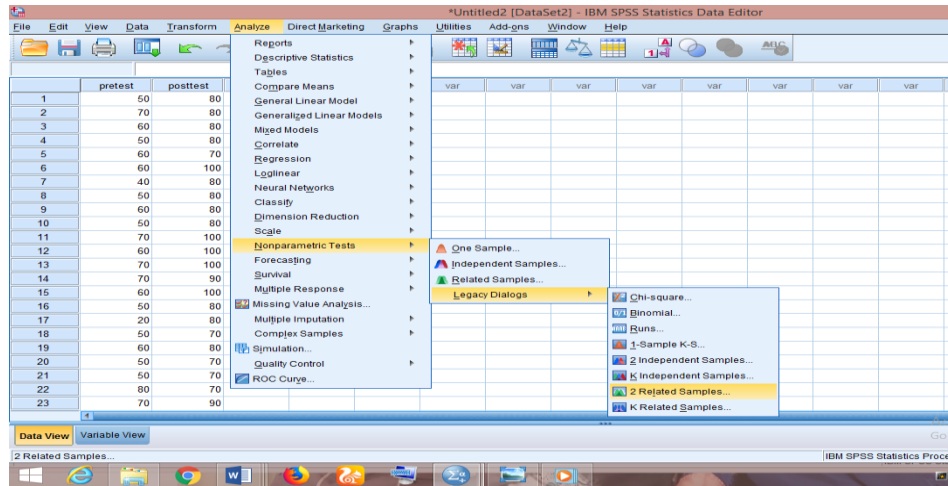 *Untitled2 [DataSet2] - IBM SPSS Statistics Data Editor
File Edit View Data Transform Analyze Direct Marketing Graphs Utilities Add-ons Window Help
Reports
Descriptive Statistics
Tables
Compare Means
General Linear Model
Generalized Linear Models
Mixed Models
Correlate
Regression
Loglinear
Neural Networks
Classify
Dimension Reduction
Scale
Nonparametric Tests
Forecasting
Survival
Multiple Response
Missing Value Analysis...
Multiple Imputation
Complex Samples
Simulation...
Quality Control
ROC Curve...
One Sample...
Independent Samples...
Related Samples...
Legacy Dialogs
Chi-square...
Binomial...
Runs...
1-Sample K-S...
2 Independent Samples...
K Independent Samples...
2 Related Samples...
K Related Samples...
pretest posttest var var var var var var var var
1 50 80
2 70 80
3 60 80
4 50 80
5 60 70
6 60 100
7 40 80
8 50 80
9 60 80
10 50 80
11 70 100
12 60 100
13 70 100
14 70 90
15 60 100
16 50 80
17 20 80
18 50 70
19 60 80
20 50 70
21 50 70
22 80 70
23 70 90
Data View Variable View
2 Related Samples...
IBM SPSS Statistics Proce